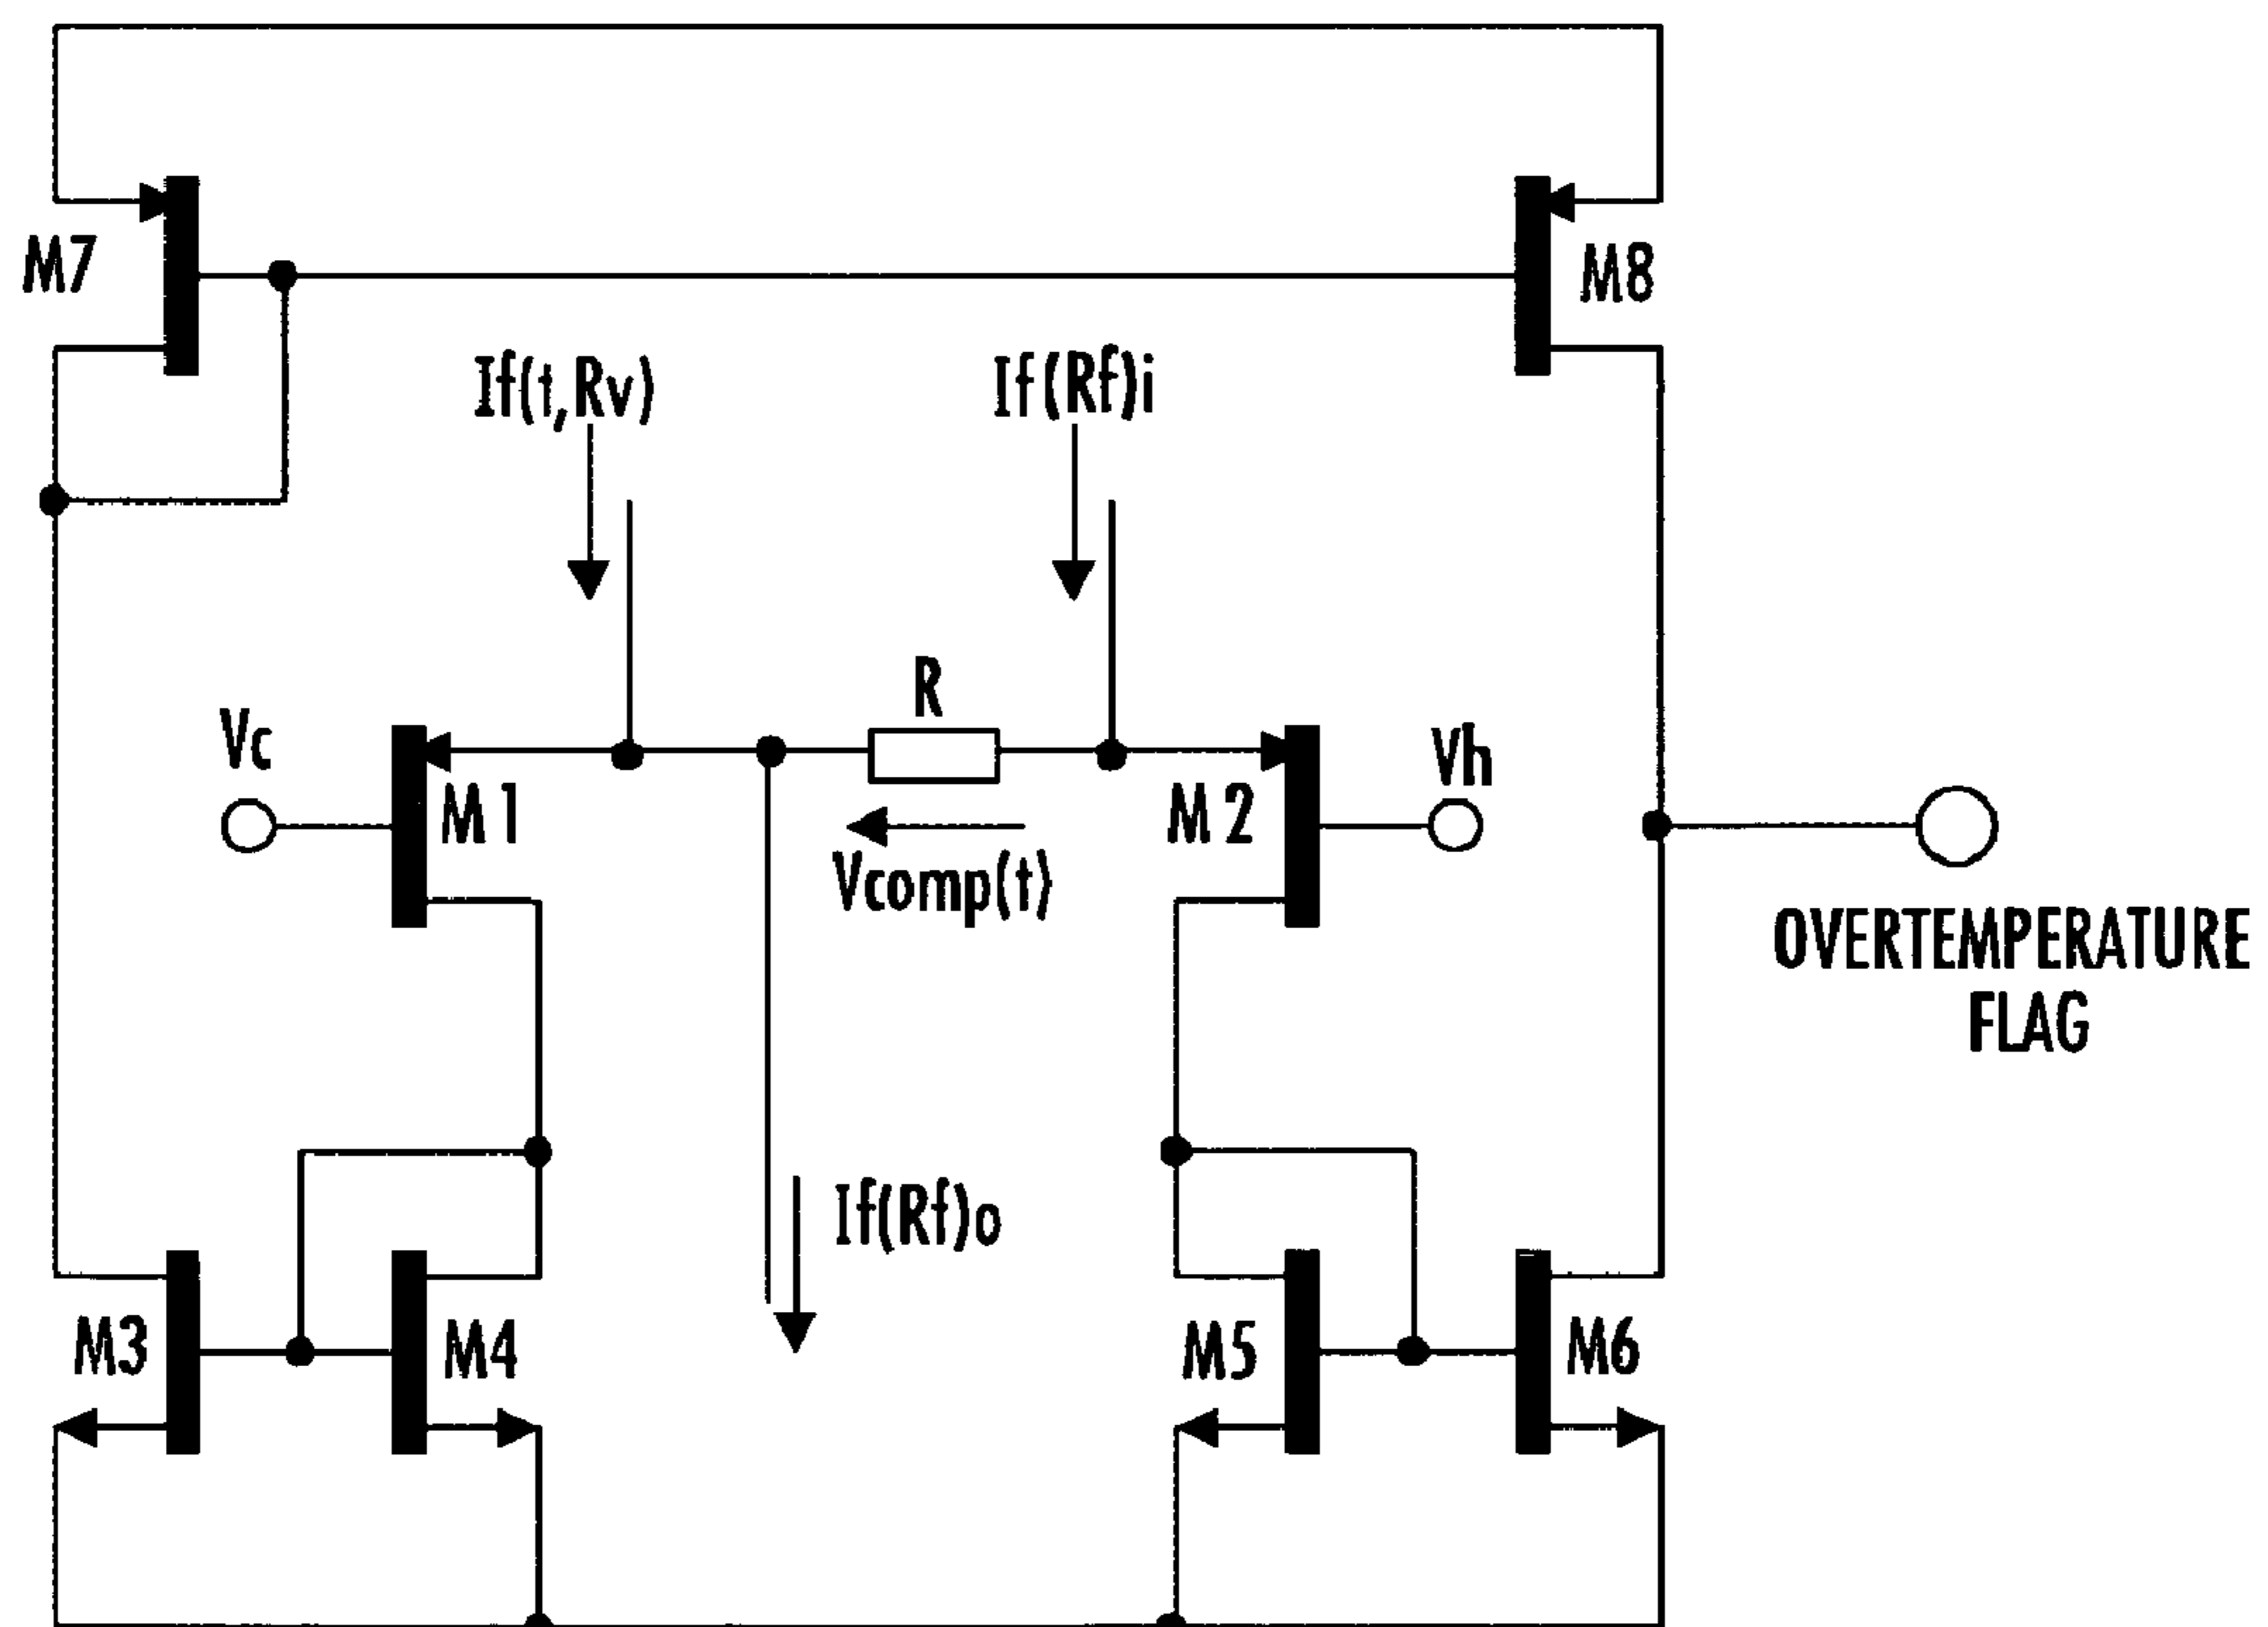 M7
M8
If(t,Rv)
If(Rf)i
R
Vc
Vh
M1
M2
Vcomp(t)
OVERTEMPERATURE
FLAG
If(Rf)o
M3
M4
M5
M6